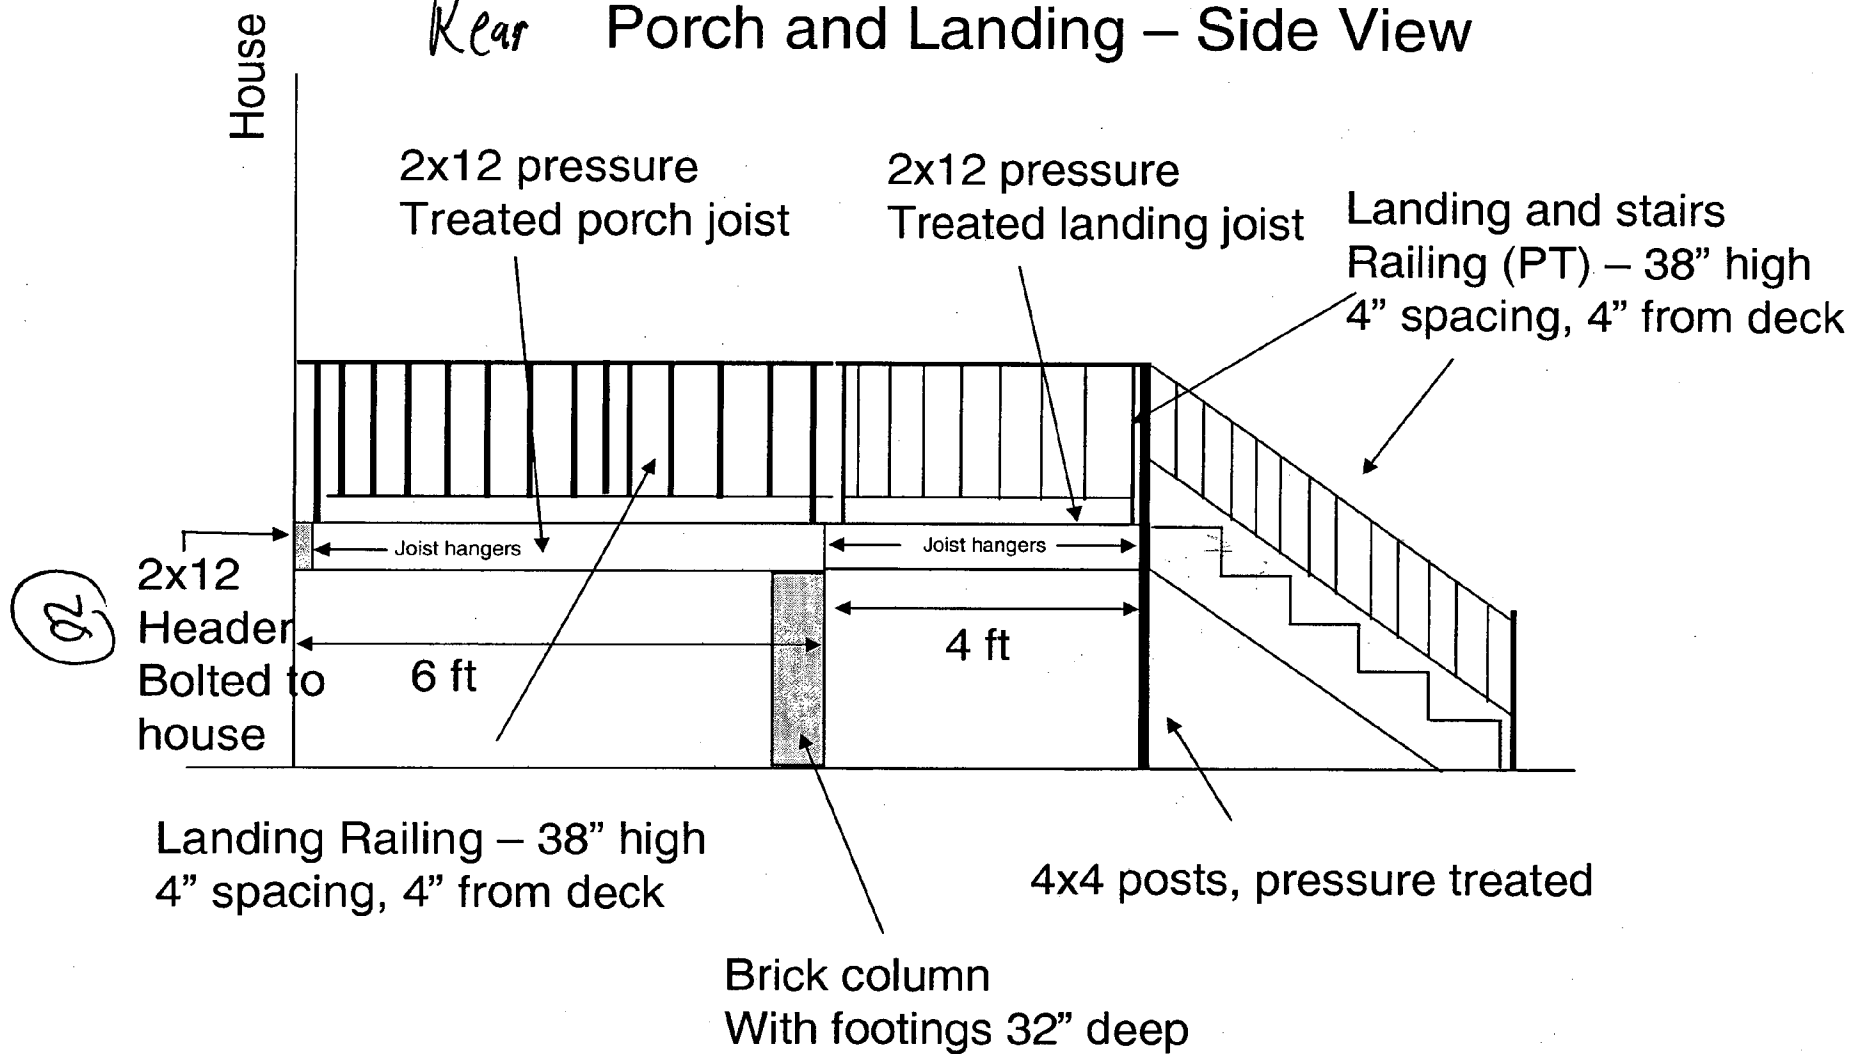 Rear Porch and Landing – Side View
House
2x12 pressure
Treated porch joist
2x12 pressure
Treated landing joist
Landing and stairs
Railing (PT) – 38” high
4” spacing, 4” from deck
Joist hangers
Joist hangers
2x12
Header
Bolted to
house
6 ft
4 ft
Landing Railing – 38” high
4” spacing, 4” from deck
4x4 posts, pressure treated
Brick column
With footings 32” deep